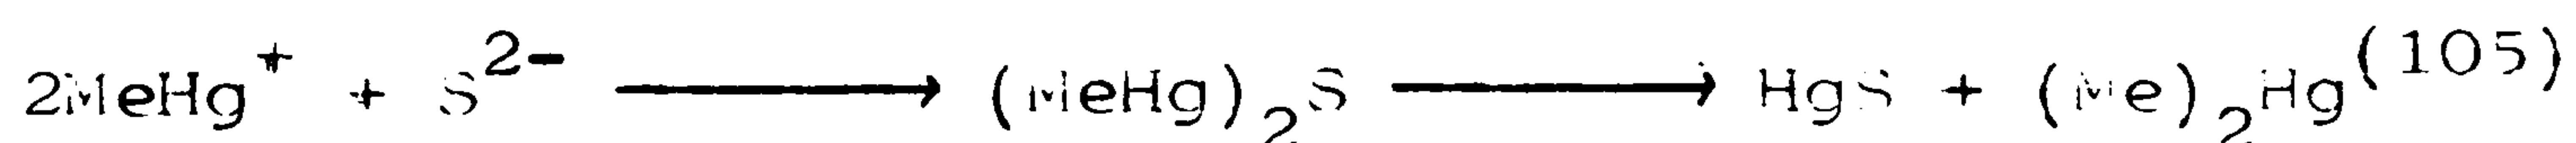 2MeHg⁺ + S²⁻ ⟶ (MeHg)₂S ⟶ HgS + (Me)₂Hg⁽¹⁰⁵⁾